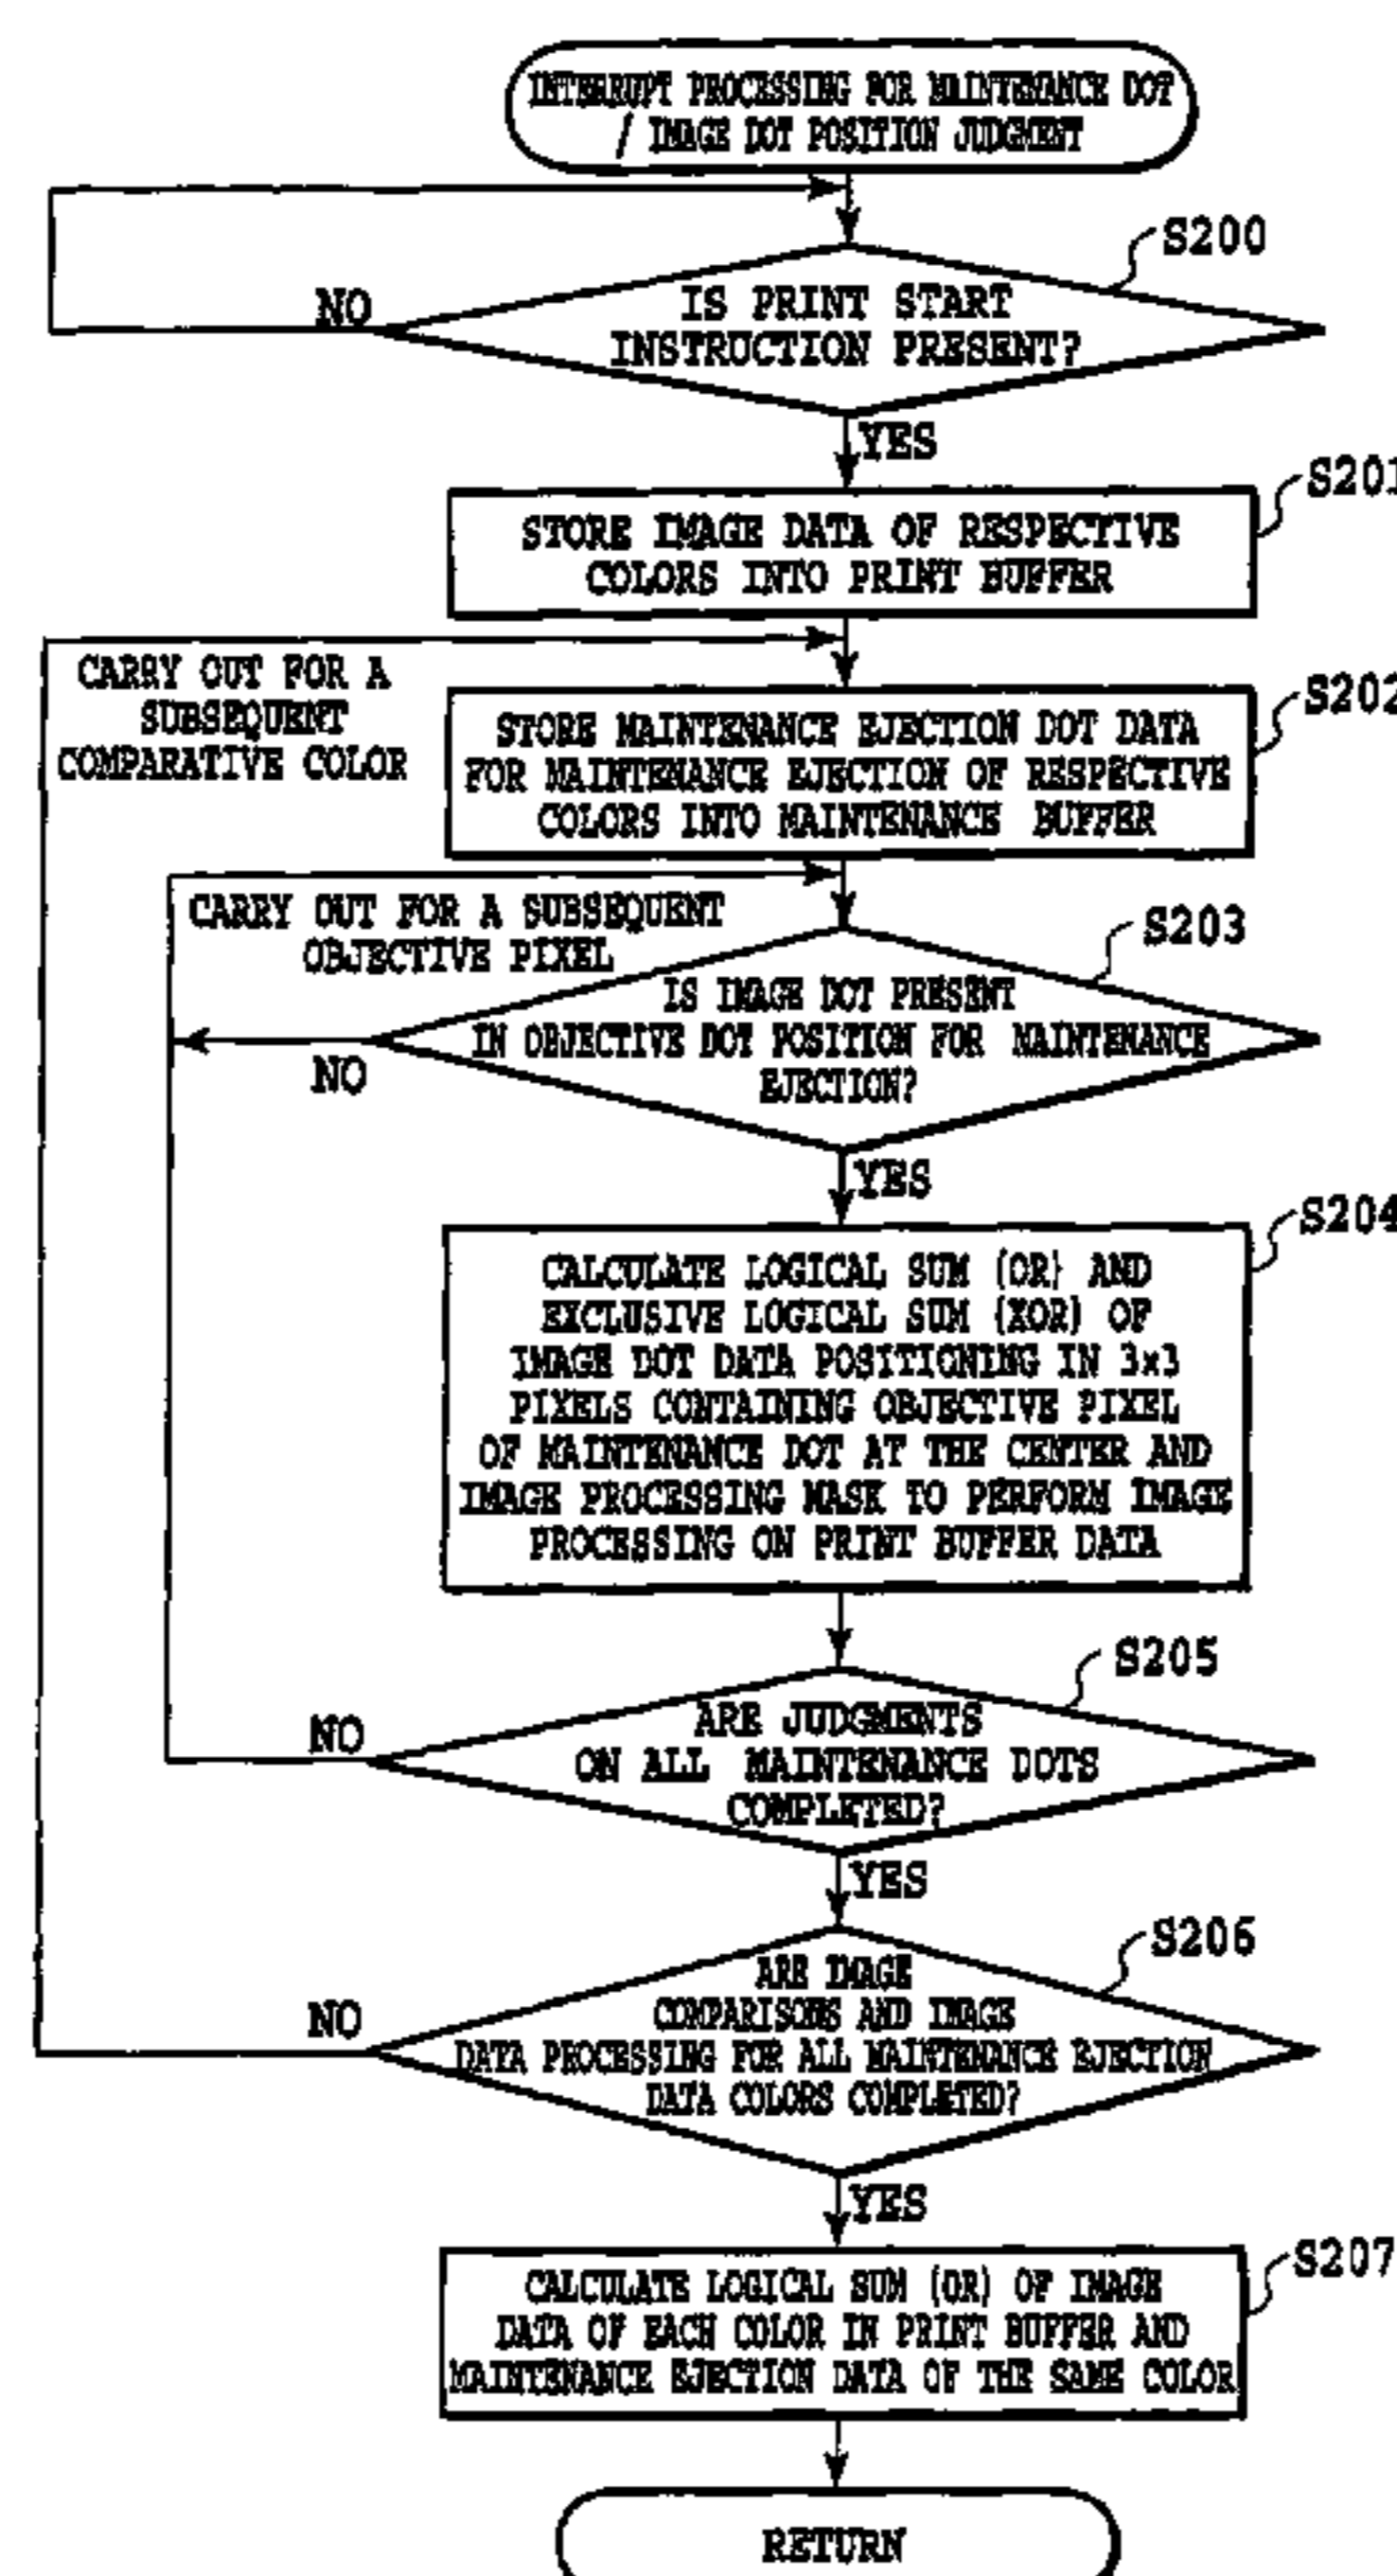 INTERRUPT PROCESSING FOR MAINTENANCE DOT
/ IMAGE DOT POSITION JUDGMENT
S200
NO
IS PRINT START
INSTRUCTION PRESENT?
YES
S201
STORE IMAGE DATA OF RESPECTIVE
COLORS INTO PRINT BUFFER
CARRY OUT FOR A
SUBSEQUENT
COMPARATIVE COLOR
S202
STORE MAINTENANCE EJECTION DOT DATA
FOR MAINTENANCE EJECTION OF RESPECTIVE
COLORS INTO MAINTENANCE BUFFER
CARRY OUT FOR A SUBSEQUENT
OBJECTIVE PIXEL
S203
IS IMAGE DOT PRESENT
IN OBJECTIVE DOT POSITION FOR MAINTENANCE
EJECTION?
NO
YES
S204
CALCULATE LOGICAL SUM (OR} AND
EXCLUSIVE LOGICAL SUM (XOR) OF
IMAGE DOT DATA POSITIONING IN 3×3
PIXELS CONTAINING OBJECTIVE PIXEL
OF MAINTENANCE DOT AT THE CENTER AND
IMAGE PROCESSING MASK TO PERFORM IMAGE
PROCESSING ON PRINT BUFFER DATA
S205
NO
ARE JUDGMENTS
ON ALL MAINTENANCE DOTS
COMPLETED?
YES
S206
NO
ARE IMAGE
COMPARISONS AND IMAGE
DATA PROCESSING FOR ALL MAINTENANCE EJECTION
DATA COLORS COMPLETED?
YES
S207
CALCULATE LOGICAL SUM (OR) OF IMAGE
DATA OF EACH COLOR IN PRINT BUFFER AND
MAINTENANCE EJECTION DATA OF THE SAME COLOR
RETURN